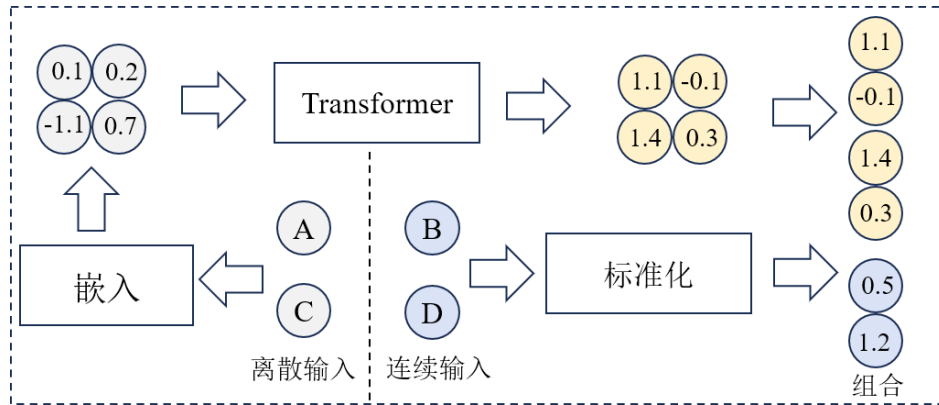 0.1 0.2
-1.1 0.7
Transformer
1.1 -0.1
1.4 0.3
1.1
-0.1
1.4
0.3
嵌入
A
C
离散输入
B
D
连续输入
标准化
0.5
1.2
组合